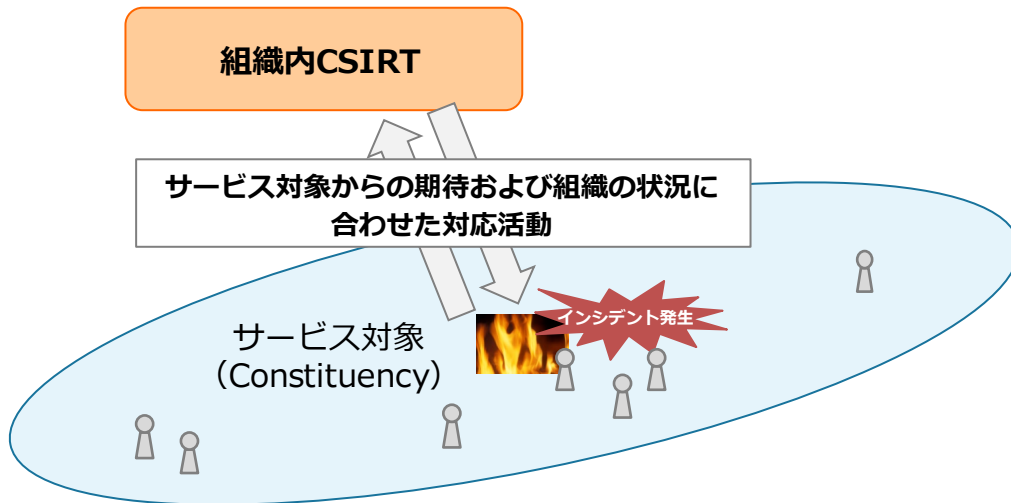 組織内CSIRT
サービス対象からの期待および組織の状況に
合わせた対応活動
インシデント発生
サービス対象
（Constituency）